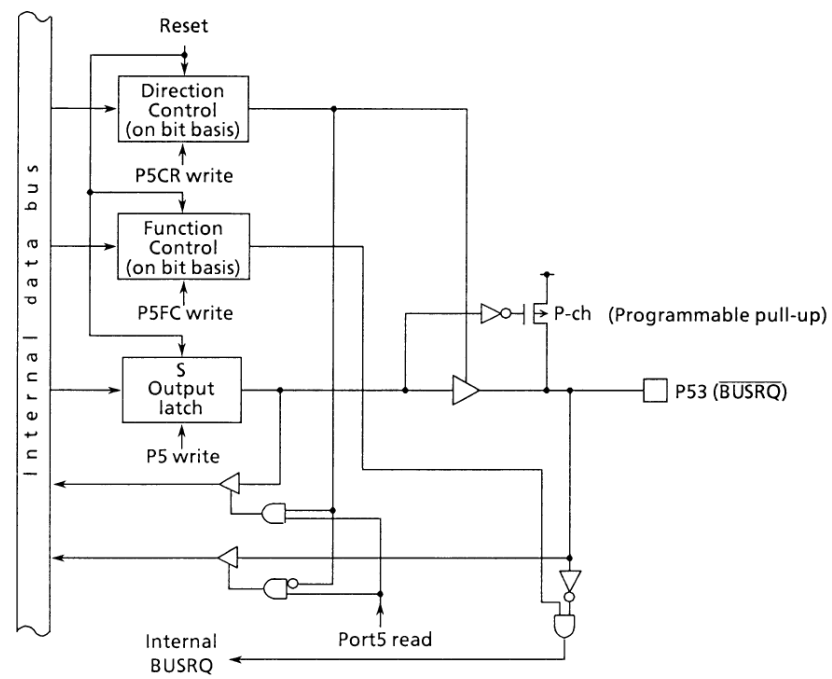 Reset
Direction
Control
(on bit basis)
P5CR write
Function
Control
(on bit basis)
P5FC write
P-ch (Programmable pull-up)
S
Output
latch
P53 (BUSRQ)
P5 write
Internal data bus
Port5 read
Internal
BUSRQ